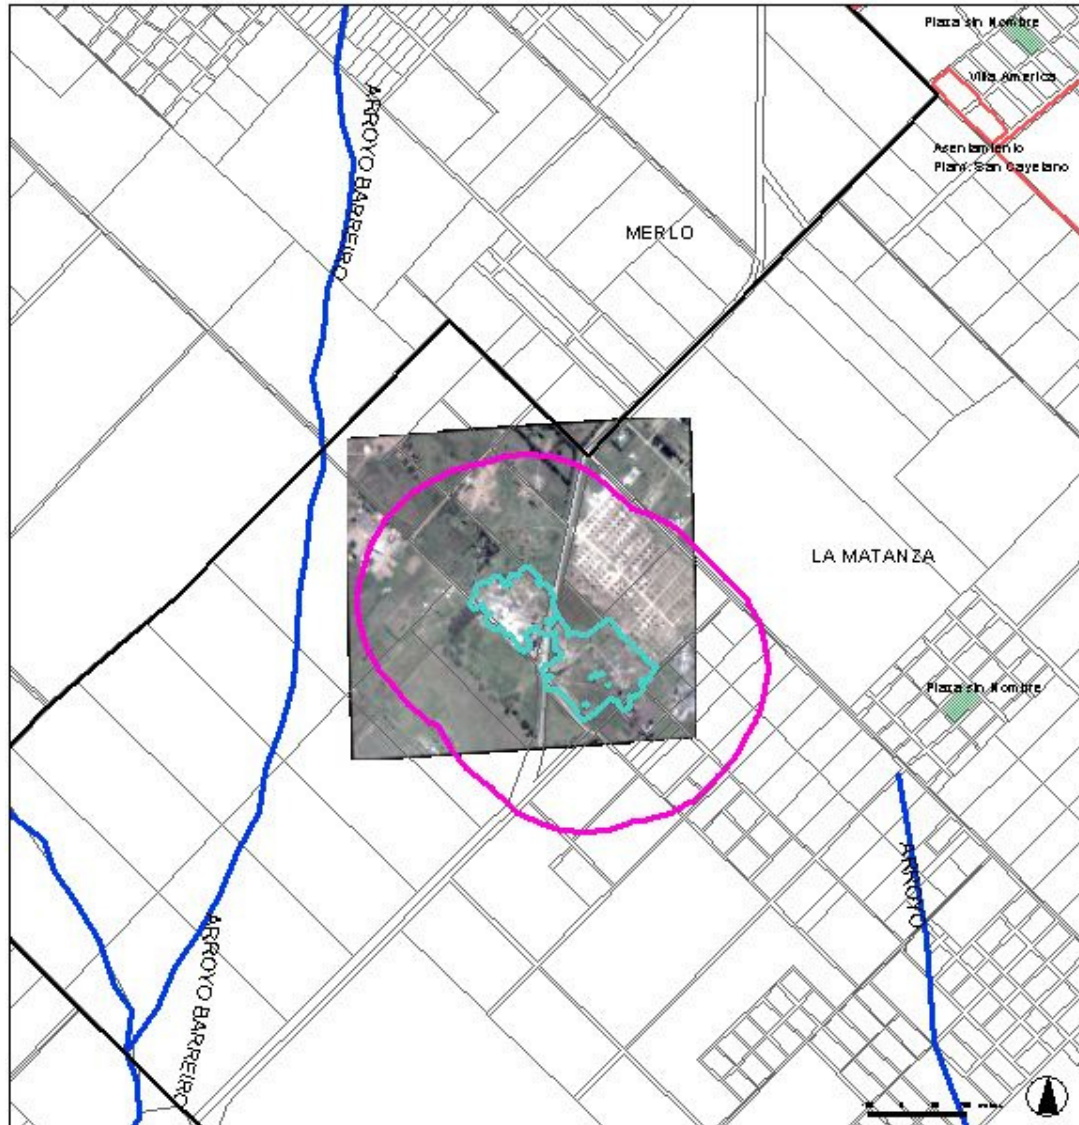 Plaza sin Nombre
Villa America
Asentamiento
Plani. San Cayetano
ARROYO BARREIRO
MERLO
LA MATANZA
Plaza sin Nombre
ARROYO
ARROYO BARREIRO